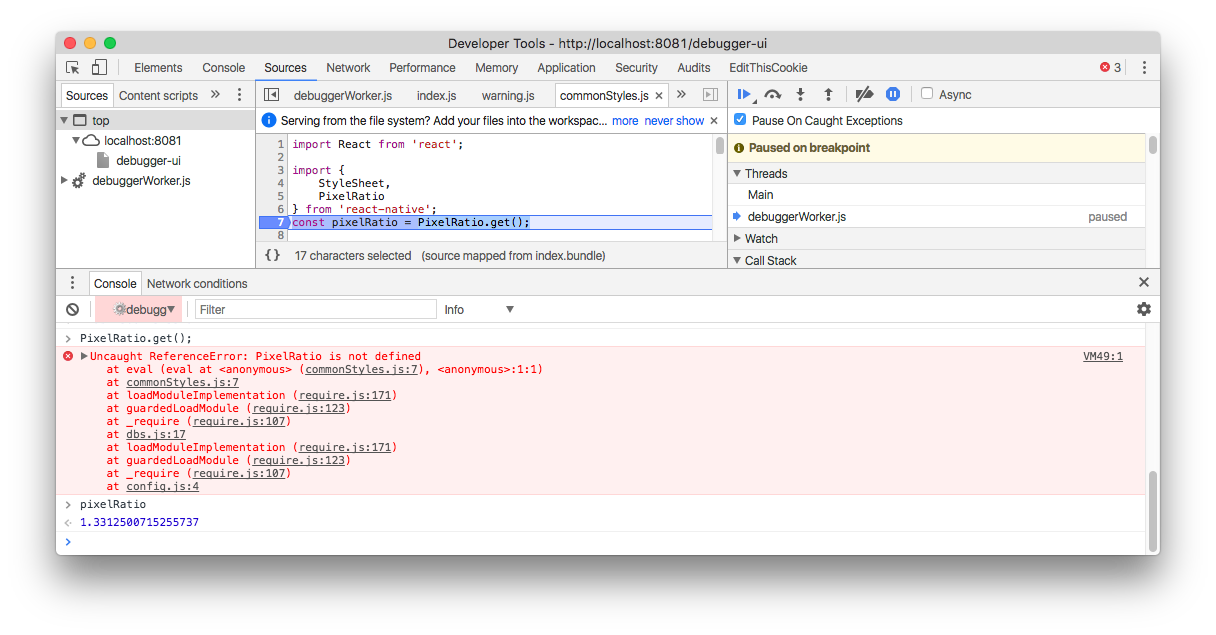 Developer Tools - http://localhost:8081/debugger-ui
Elements Console Sources Network Performance Memory Application Security Audits EditThisCookie 3
Sources Content scripts
debuggerWorker.js index.js warning.js commonStyles.js
Async
top
localhost:8081
debugger-ui
debuggerWorker.js
Serving from the file system? Add your files into the workspac... more never show
1 import React from 'react';
2
3 import {
4 StyleSheet,
5 PixelRatio
6 } from 'react-native';
7 const pixelRatio = PixelRatio.get();
8
{} 17 characters selected (source mapped from index.bundle)
Pause On Caught Exceptions
Paused on breakpoint
Threads
Main
debuggerWorker.js paused
Watch
Call Stack
Console Network conditions
debugg Filter Info
> PixelRatio.get();
Uncaught ReferenceError: PixelRatio is not defined VM49:1
at eval (eval at <anonymous> (commonStyles.js:7), <anonymous>:1:1)
at commonStyles.js:7
at loadModuleImplementation (require.js:171)
at guardedLoadModule (require.js:123)
at _require (require.js:107)
at dbs.js:17
at loadModuleImplementation (require.js:171)
at guardedLoadModule (require.js:123)
at _require (require.js:107)
at config.js:4
> pixelRatio
1.3312500715255737
>